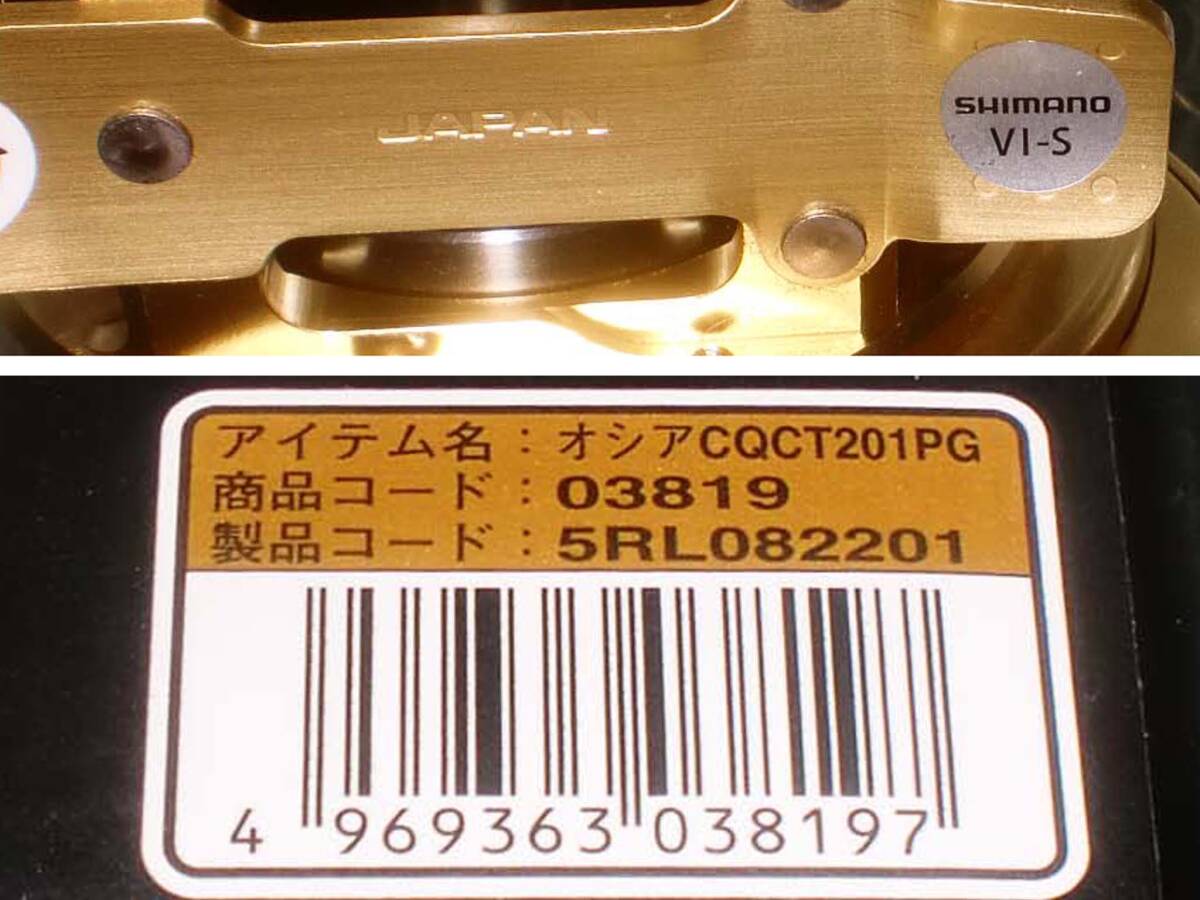 JAPAN
SHIMANO
VI-S
アイテム名：オシアCQCT201PG
商品コード：03819
製品コード：5RL082201
4 969363 038197